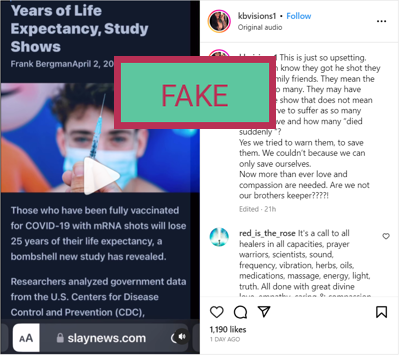 Years of Life
Expectancy, Study
Shows
Frank BergmanApril 2, 20
FAKE
Those who have been fully vaccinated
for COVID-19 with mRNA shots will lose
25 years of their life expectancy, a
bombshell new study has revealed.
Researchers analyzed government data
from the U.S. Centers for Disease
Control and Prevention (CDC),
AA slaynews.com
kbvisions1 • Follow
Original audio
This is just so upsetting.
know they got he shot they
mily friends. They mean the
so many. They may have
e show that does not mean
ve to suffer as so many
ve and how many "died
suddenly "?
Yes we tried to warn them, to save
them. We couldn't because we can
only save ourselves.
Now more than ever love and
compassion are needed. Are we not
our brothers keeper????!
Edited · 21h
red_is_the_rose It's a call to all
healers in all capacities, prayer
warriors, scientists, sound,
frequency, vibration, herbs, oils,
medications, massage, energy, light,
truth. All done with great divine
love, empathy, caring & compassion
1,190 likes
1 DAY AGO